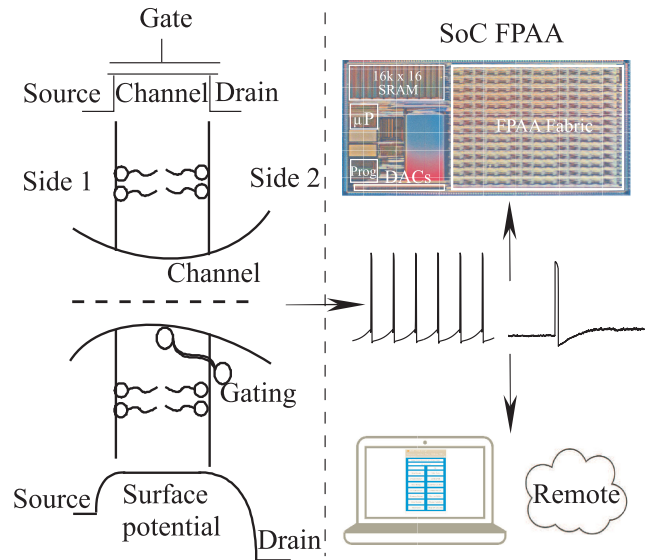 Gate
Source Channel Drain
Side 1
Side 2
Channel
Gating
Source
Surface
potential
Drain
SoC FPAA
16k x 16
SRAM
μP
FPAA Fabric
Prog
DACs
Remote